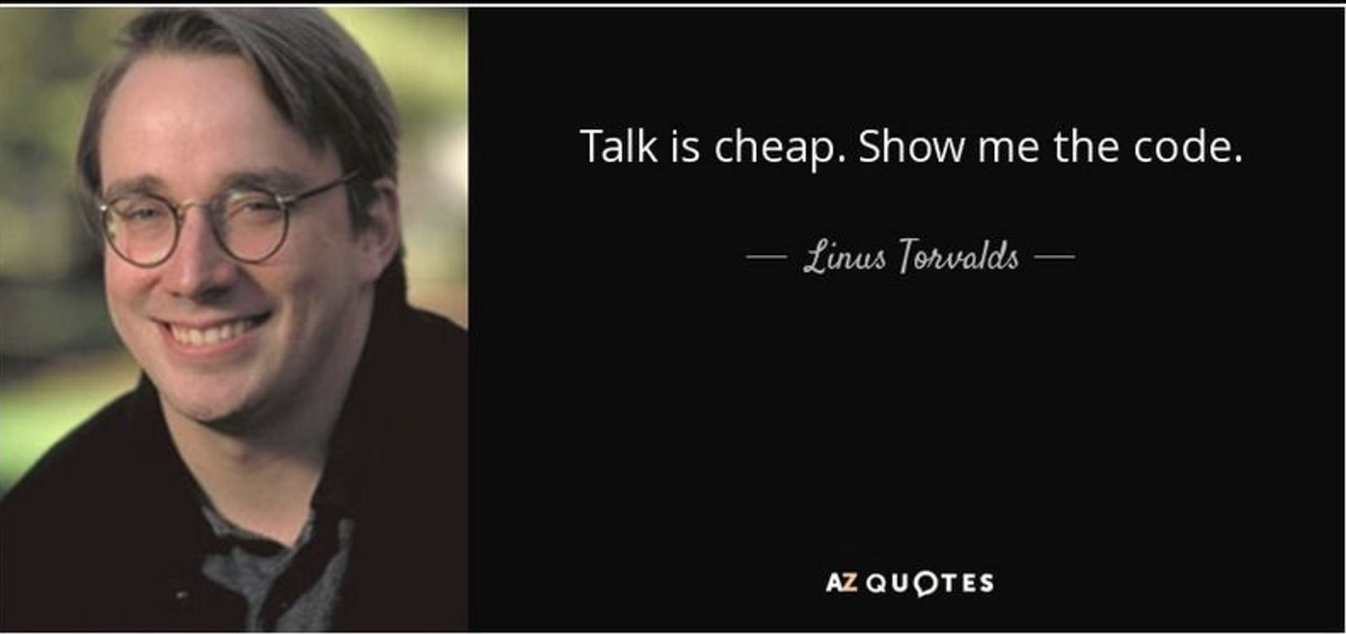 Talk is cheap. Show me the code.
— Linus Torvalds —
AZ QUOTES